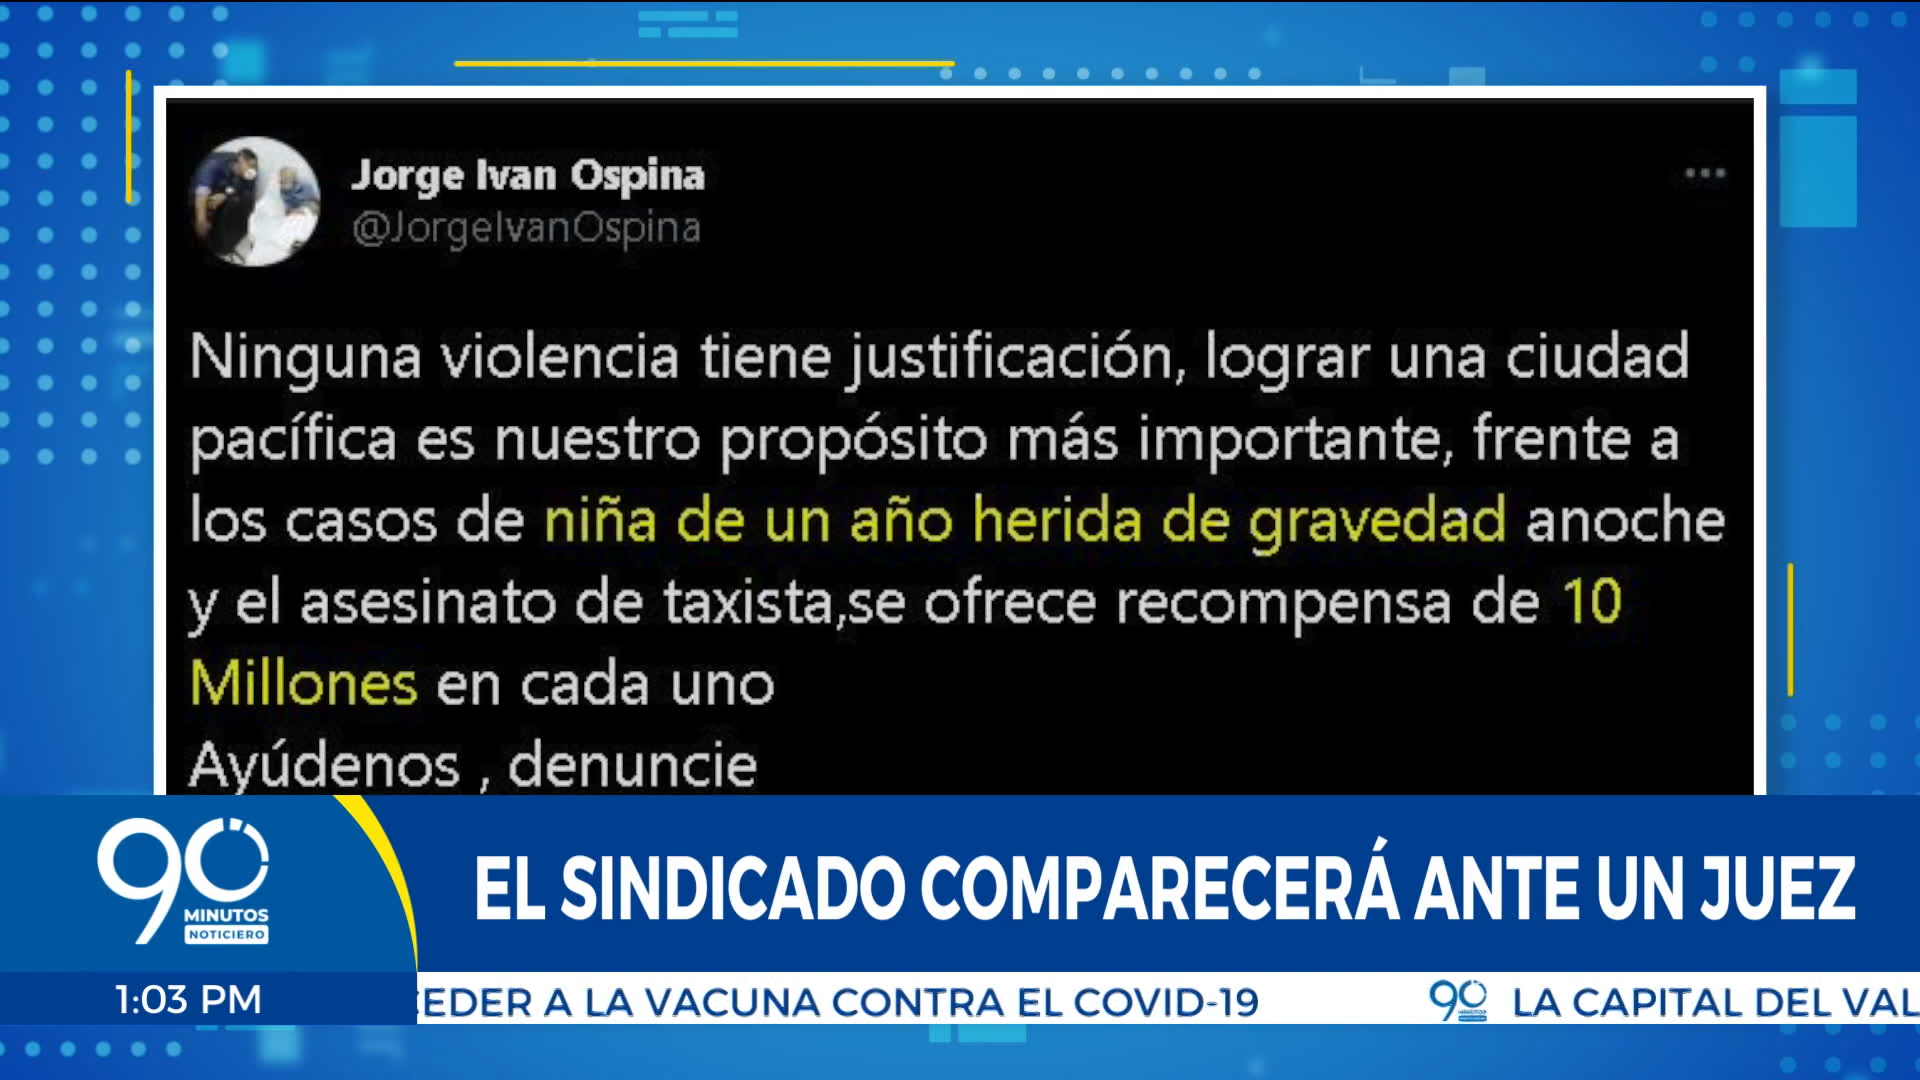 Jorge Ivan Ospina
@JorgeIvanOspina
Ninguna violencia tiene justificación, lograr una ciudad
pacífica es nuestro propósito más importante, frente a
los casos de niña de un año herida de gravedad anoche
y el asesinato de taxista,se ofrece recompensa de 10
Millones en cada uno
Ayúdenos , denuncie
90
MINUTOS
NOTICIERO
EL SINDICADO COMPARECERÁ ANTE UN JUEZ
1:03 PM
EDER A LA VACUNA CONTRA EL COVID-19
90
LA CAPITAL DEL VAL